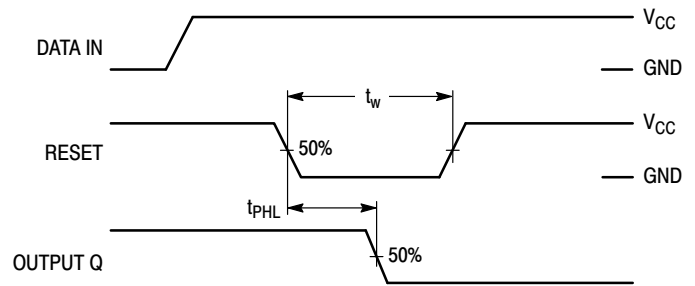 DATA IN
V_CC
GND
t_w
RESET
50%
V_CC
GND
t_PHL
OUTPUT Q
50%